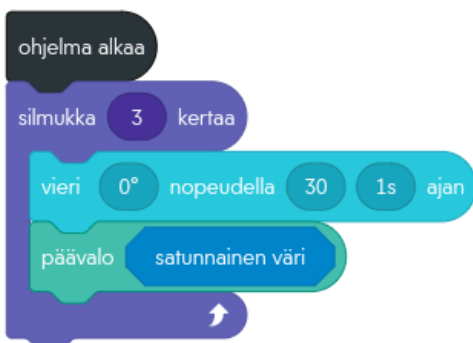 ohjelma alkaa
silmukka 3 kertaa
vieri 0° nopeudella 30 1s ajan
päävalo satunnainen väri